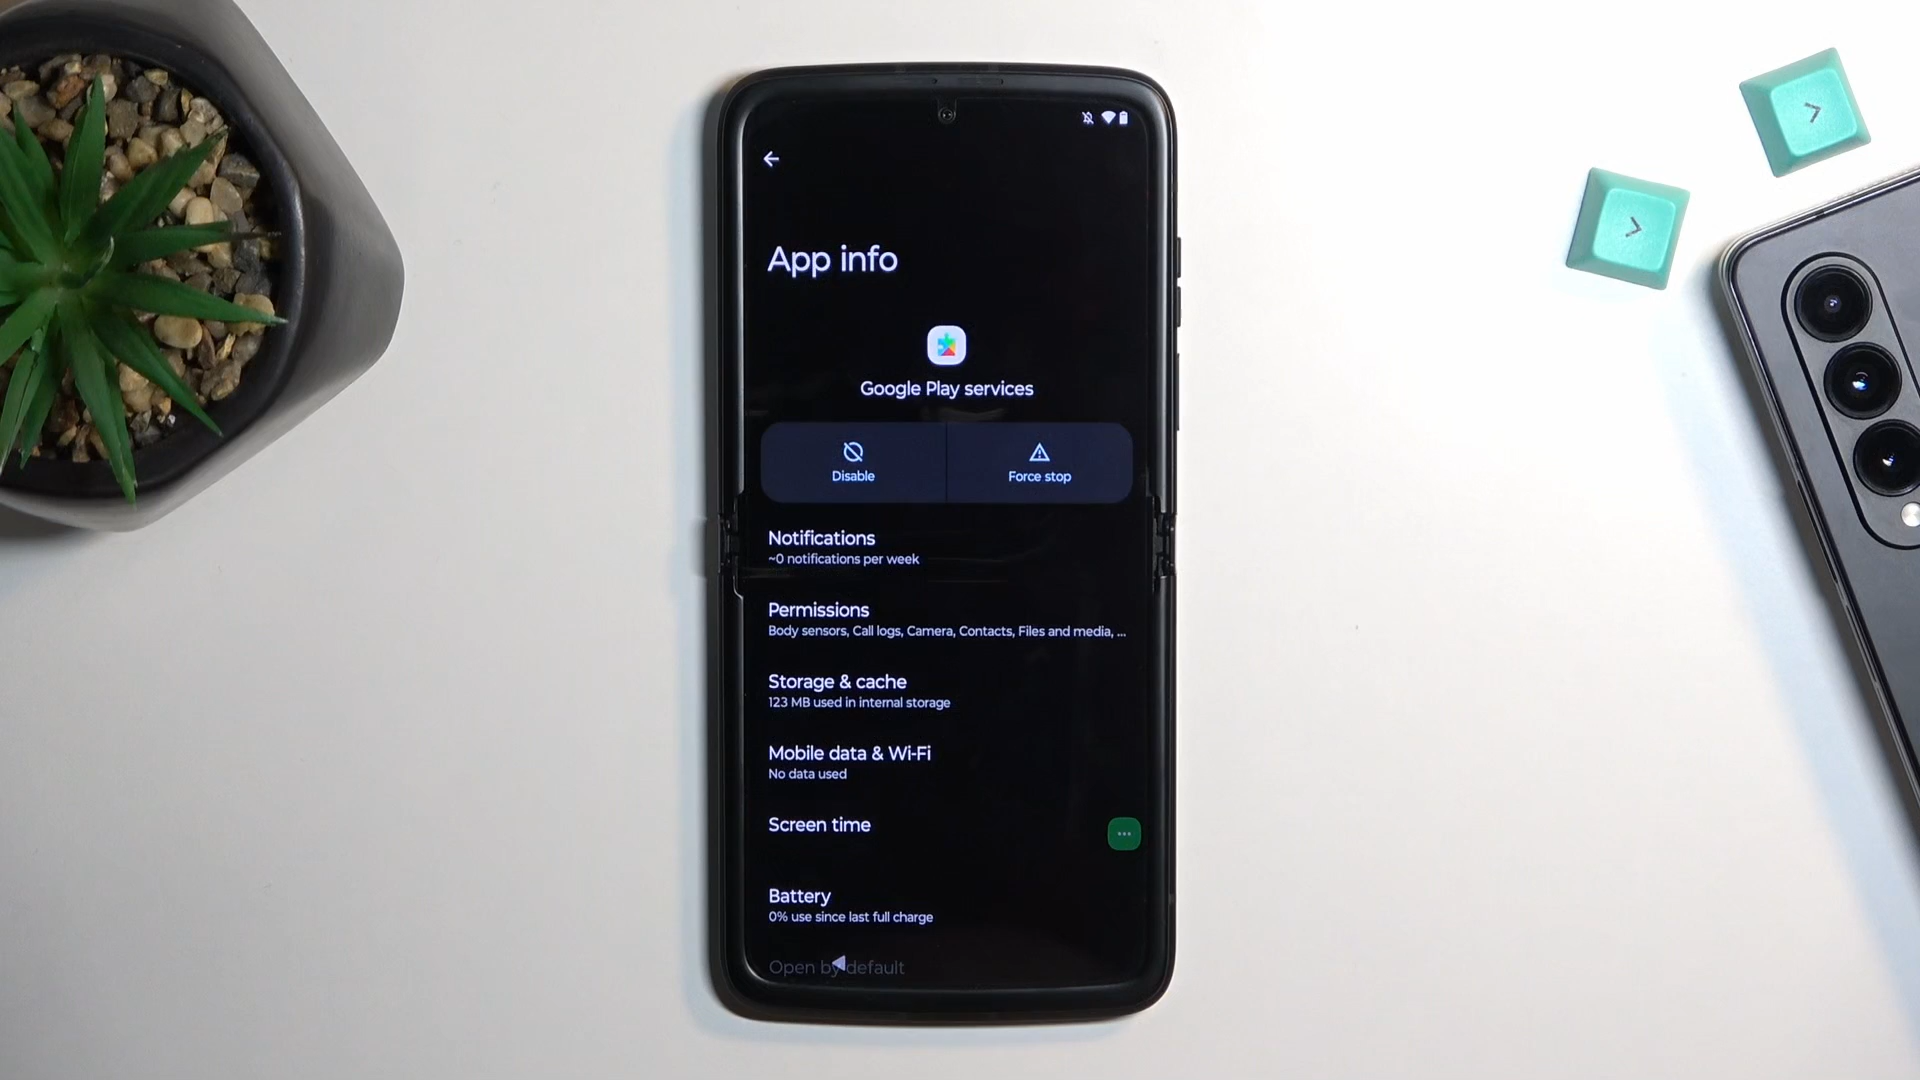 App info
Google Play services
Disable
Force stop
Notifications
~0 notifications per week
Permissions
Body sensors, Call logs, Camera, Contacts, Files and media, ...
Storage & cache
123 MB used in internal storage
Mobile data & Wi-Fi
No data used
Screen time
Battery
0% use since last full charge
Open by default